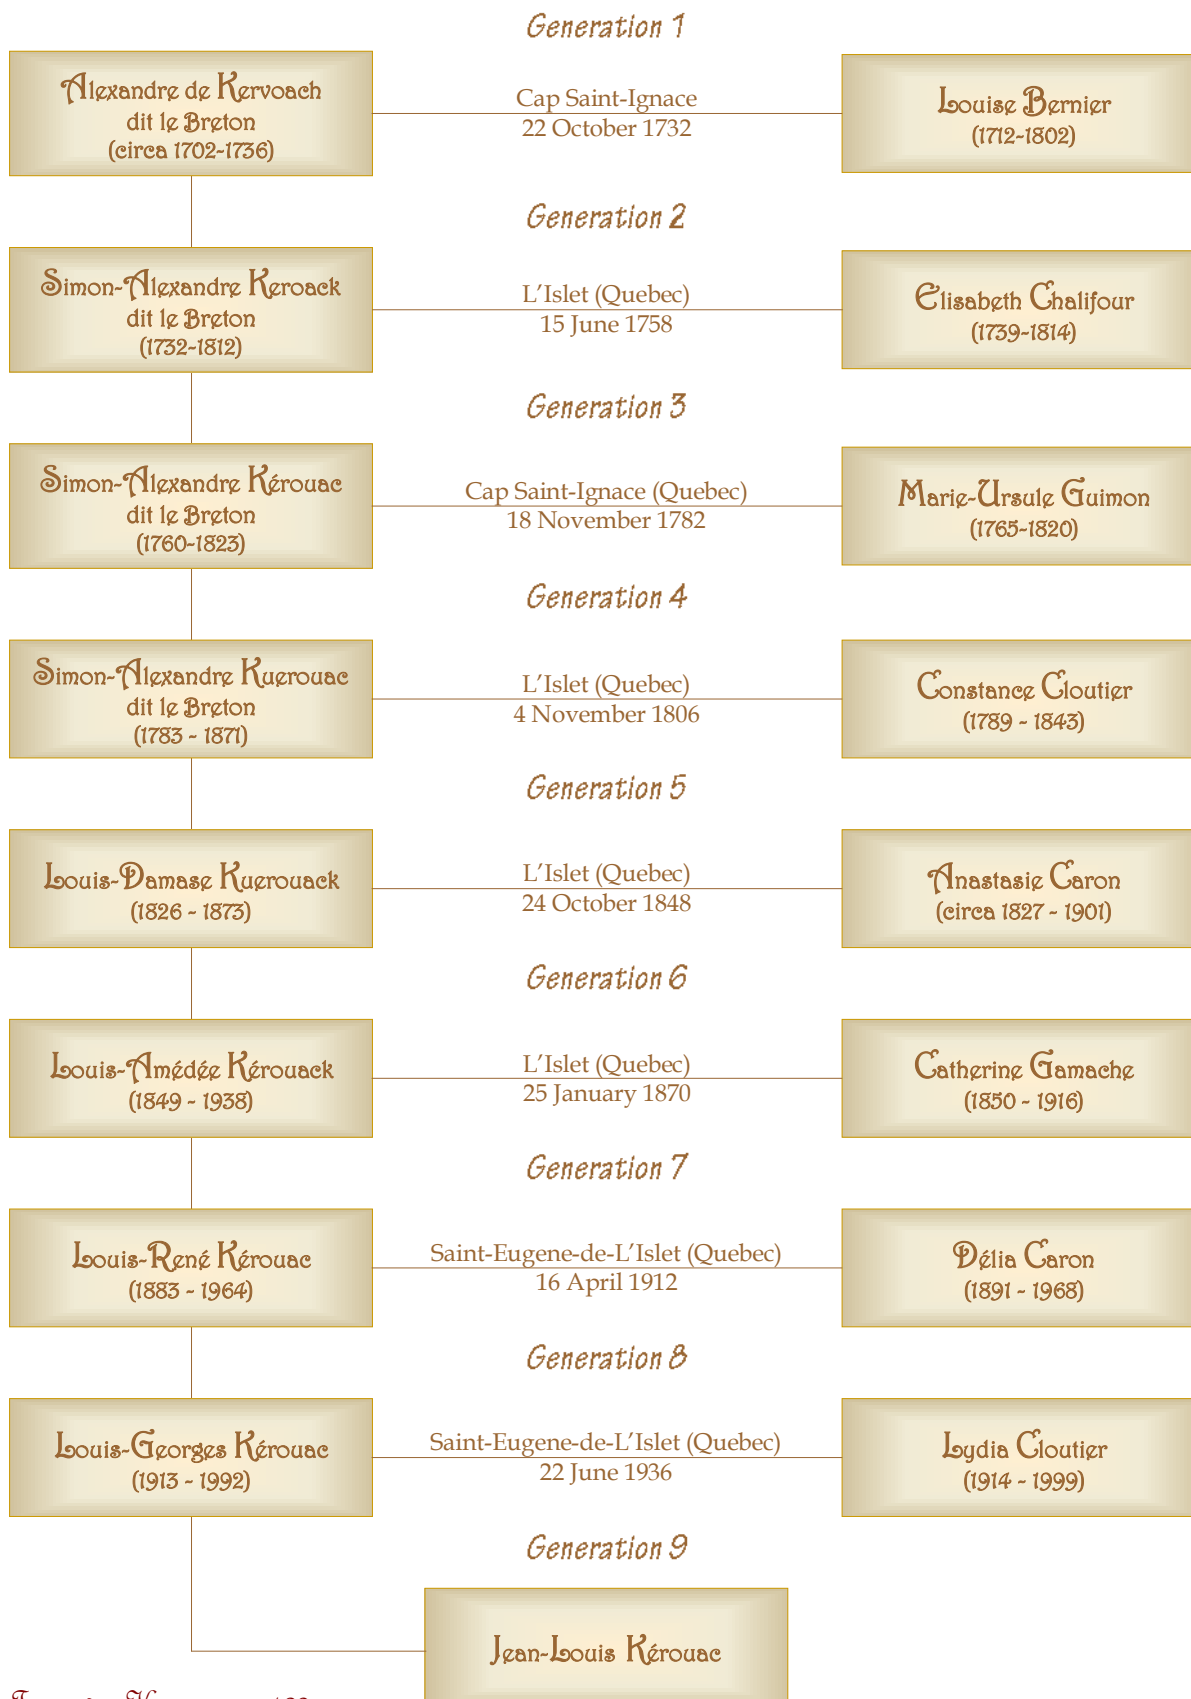 Generation 1
Alexandre de Kervoach
dit le Breton
(circa 1702-1736)
Cap Saint-Ignace
22 October 1732
Louise Bernier
(1712-1802)
Generation 2
Simon-Alexandre Keroack
dit le Breton
(1732-1812)
L'Islet (Quebec)
15 June 1758
Elisabeth Chalifour
(1739-1814)
Generation 3
Simon-Alexandre Kérouac
dit le Breton
(1760-1823)
Cap Saint-Ignace (Quebec)
18 November 1782
Marie-Ursule Guimon
(1765-1820)
Generation 4
Simon-Alexandre Kuerouac
dit le Breton
(1783 - 1871)
L'Islet (Quebec)
4 November 1806
Constance Cloutier
(1789 - 1843)
Generation 5
Louis-Damase Kuerouack
(1826 - 1873)
L'Islet (Quebec)
24 October 1848
Anastasie Caron
(circa 1827 - 1901)
Generation 6
Louis-Amédée Kérouack
(1849 - 1938)
L'Islet (Quebec)
25 January 1870
Catherine Gamache
(1850 - 1916)
Generation 7
Louis-René Kérouac
(1883 - 1964)
Saint-Eugene-de-L'Islet (Quebec)
16 April 1912
Délia Caron
(1891 - 1968)
Generation 8
Louis-Georges Kérouac
(1913 - 1992)
Saint-Eugene-de-L'Islet (Quebec)
22 June 1936
Lydia Cloutier
(1914 - 1999)
Generation 9
Jean-Louis Kérouac